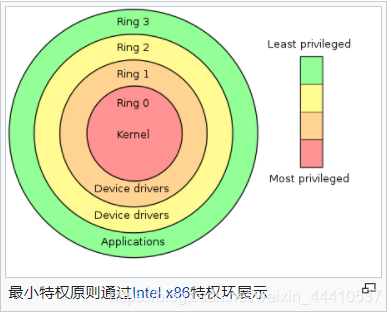 Ring 3
Ring 2
Ring 1
Ring 0
Kernel
Device drivers
Device drivers
Applications
Least privileged
Most privileged
最小特权原则通过Intel x86特权环展示